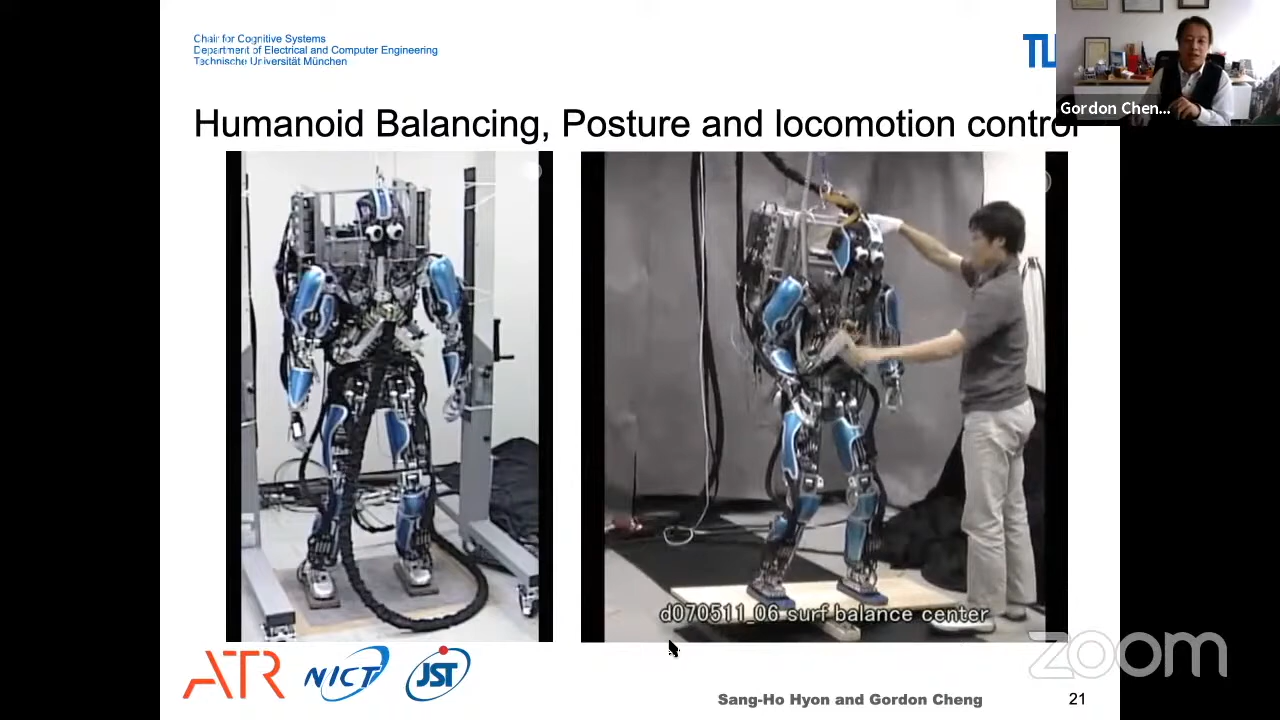 Chair for Cognitive Systems
Department of Electrical and Computer Engineering
Technische Universität München
TU
Gordon Chen...
Humanoid Balancing, Posture and locomotion control
d070511_06 surf balance center
ATR
NICT
JST
zoom
Sang-Ho Hyon and Gordon Cheng
21